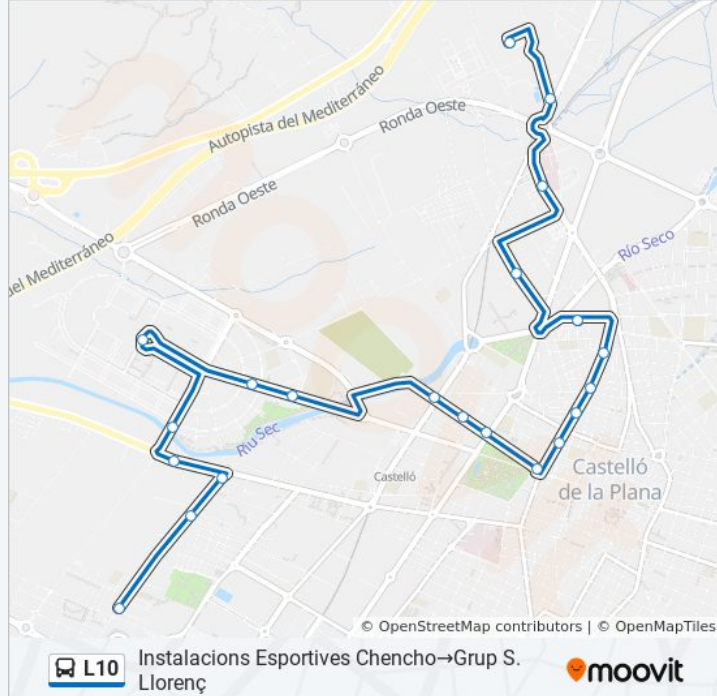 Autopista del Mediterráneo
Ronda Oeste
Ronda Oeste
del Mediterráneo
Río Seco
Riu Sec
Castelló
Castelló
de la Plana
© OpenStreetMap contributors | © OpenMapTiles
L10
Instalacions Esportives Chencho→Grup S.
Llorenç
moovit